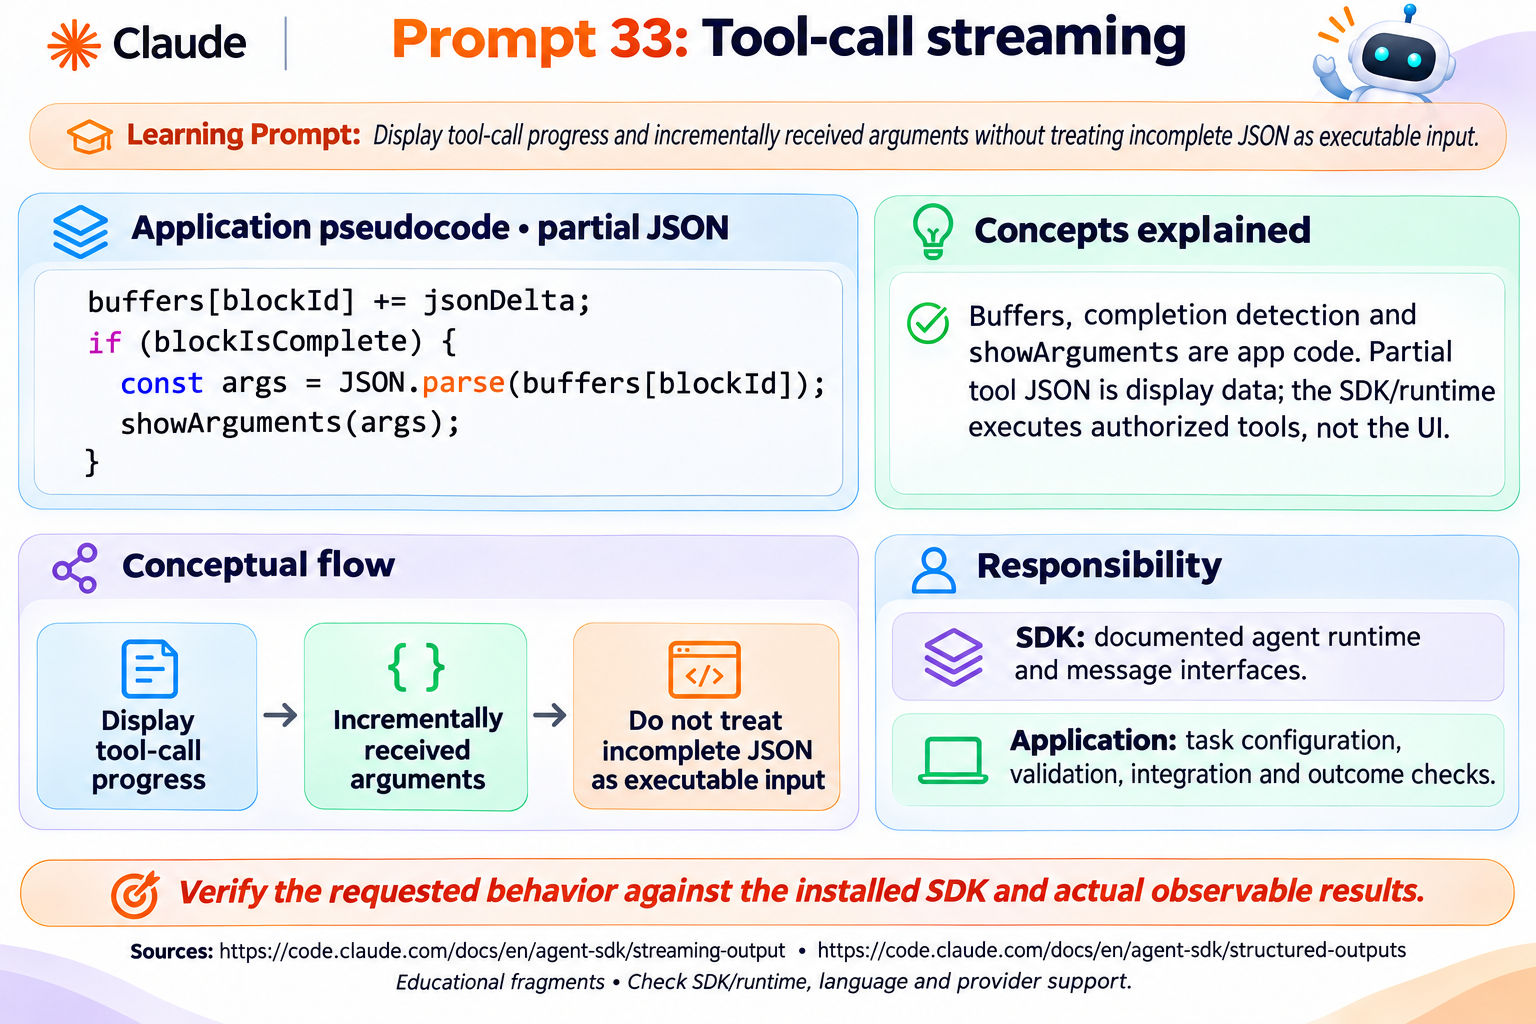 Claude
Prompt 33: Tool-call streaming
Learning Prompt: Display tool-call progress and incrementally received arguments without treating incomplete JSON as executable input.
Application pseudocode • partial JSON
buffers[blockId] += jsonDelta;
if (blockIsComplete) {
  const args = JSON.parse(buffers[blockId]);
  showArguments(args);
}
Concepts explained
Buffers, completion detection and
showArguments are app code. Partial
tool JSON is display data; the SDK/runtime
executes authorized tools, not the UI.
Conceptual flow
Display
tool-call
progress
{ }
Incrementally
received
arguments
</>
Do not treat
incomplete JSON
as executable input
Responsibility
SDK: documented agent runtime
and message interfaces.
Application: task configuration,
validation, integration and outcome checks.
Verify the requested behavior against the installed SDK and actual observable results.
Sources: https://code.claude.com/docs/en/agent-sdk/streaming-output • https://code.claude.com/docs/en/agent-sdk/structured-outputs
Educational fragments • Check SDK/runtime, language and provider support.